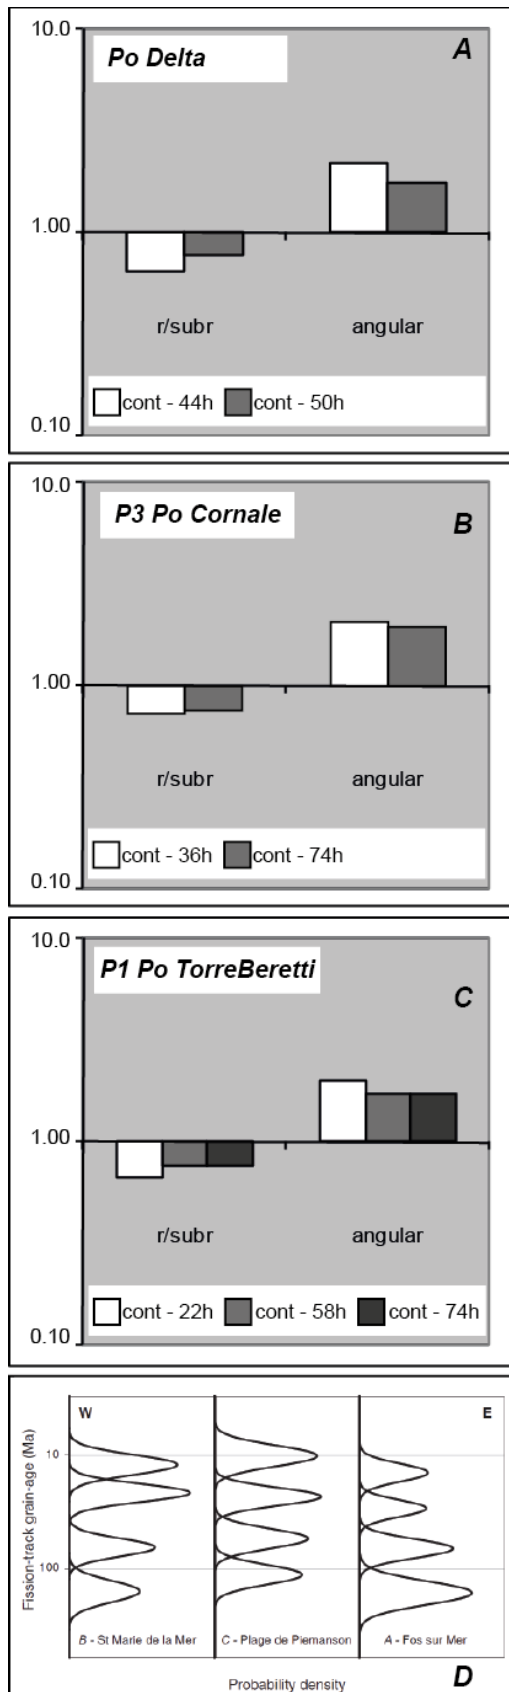 Po Delta
A
10.0
1.00
r/subr angular
cont - 44h cont - 50h
0.10
P3 Po Cornale
B
10.0
1.00
r/subr angular
cont - 36h cont - 74h
0.10
P1 Po TorreBeretti
C
10.0
1.00
r/subr angular
cont - 22h cont - 58h cont - 74h
0.10
W E
Fission-track grain-age (Ma)
10
100
B - St Marie de la Mer C - Plage de Piemanson A - Fos sur Mer
Probability density
D